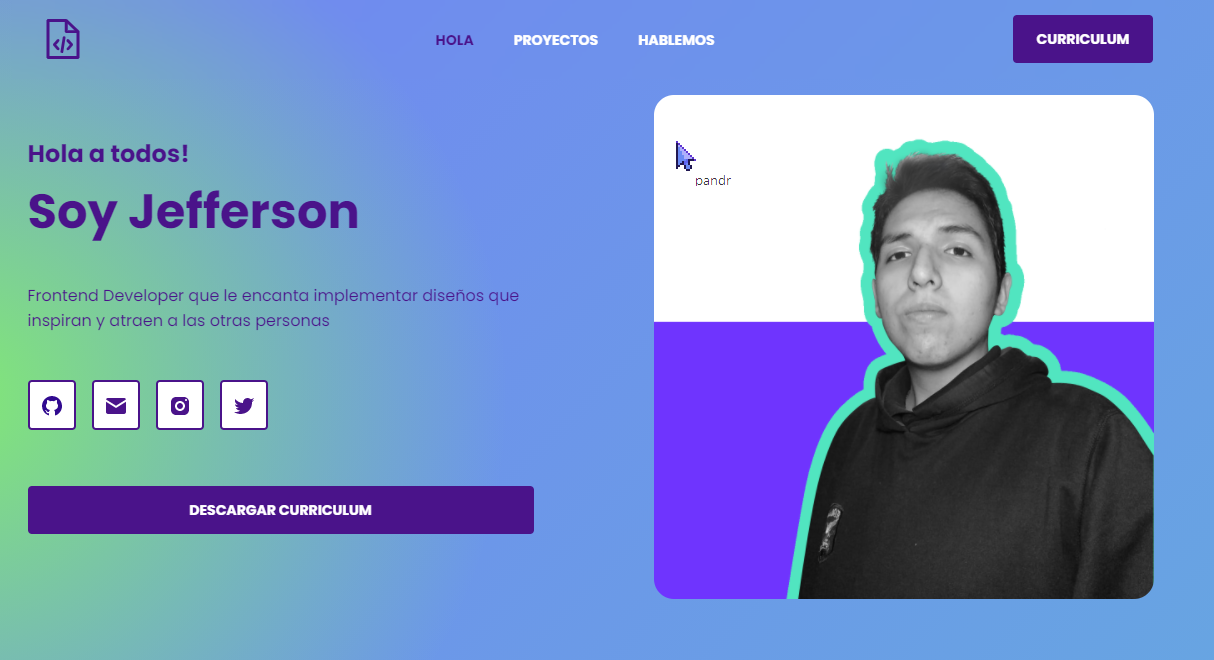 HOLA
PROYECTOS
HABLEMOS
CURRICULUM
Hola a todos!
Soy Jefferson
Frontend Developer que le encanta implementar diseños que
inspiran y atraen a las otras personas
DESCARGAR CURRICULUM
pandr